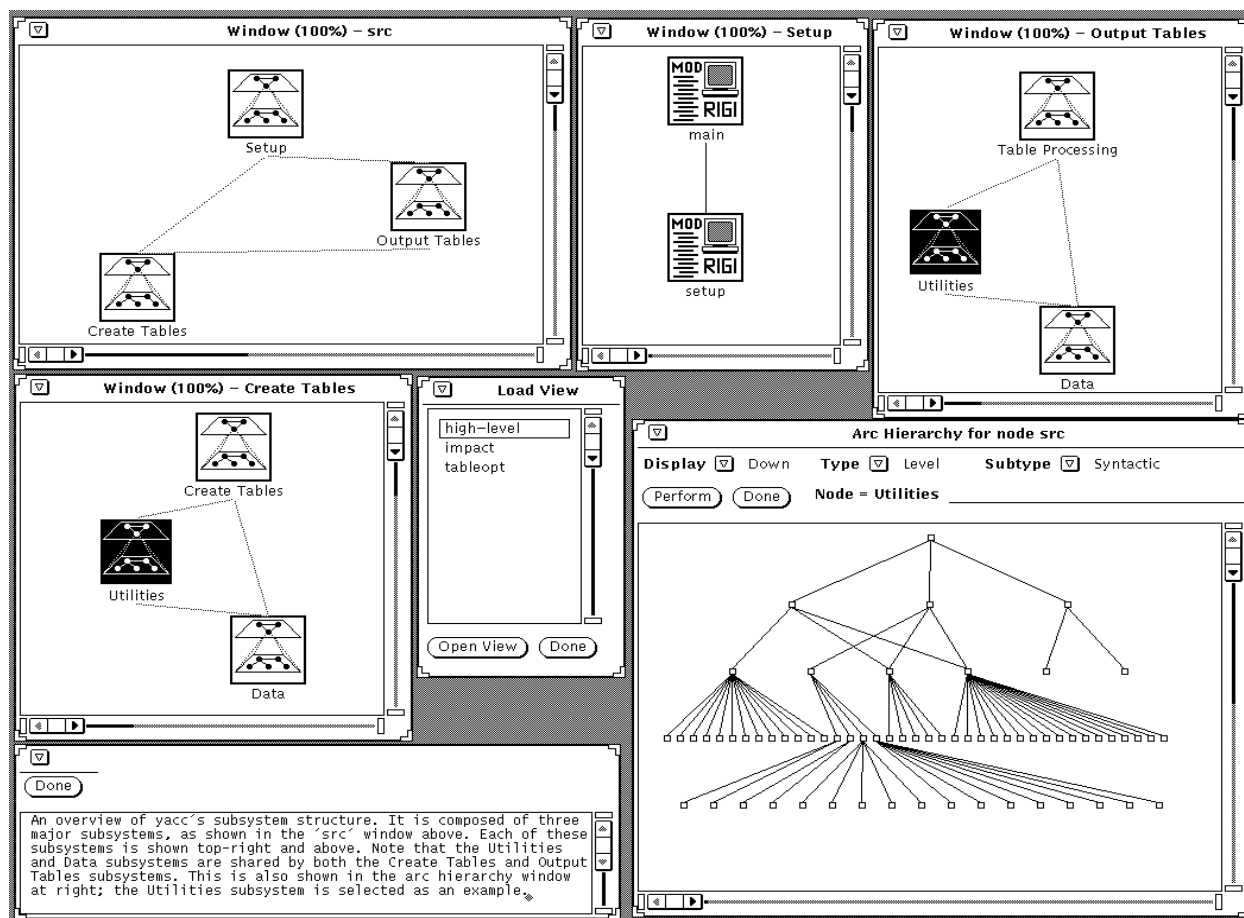 Window (100%) – src
Setup
Output Tables
Create Tables
Window (100%) – Setup
MOD
RIGI
main
MOD
RIGI
setup
Window (100%) – Output Tables
Table Processing
Utilities
Data
Window (100%) – Create Tables
Create Tables
Utilities
Data
Load View
high–level
impact
tableopt
Open View Done
Arc Hierarchy for node src
Display Down Type Level Subtype Syntactic
Perform Done Node = Utilities
Done
An overview of yacc´s subsystem structure. It is composed of three
major subsystems, as shown in the ´src´ window above. Each of these
subsystems is shown top-right and above. Note that the Utilities
and Data subsystems are shared by both the Create Tables and Output
Tables subsystems. This is also shown in the arc hierarchy window
at right; the Utilities subsystem is selected as an example.